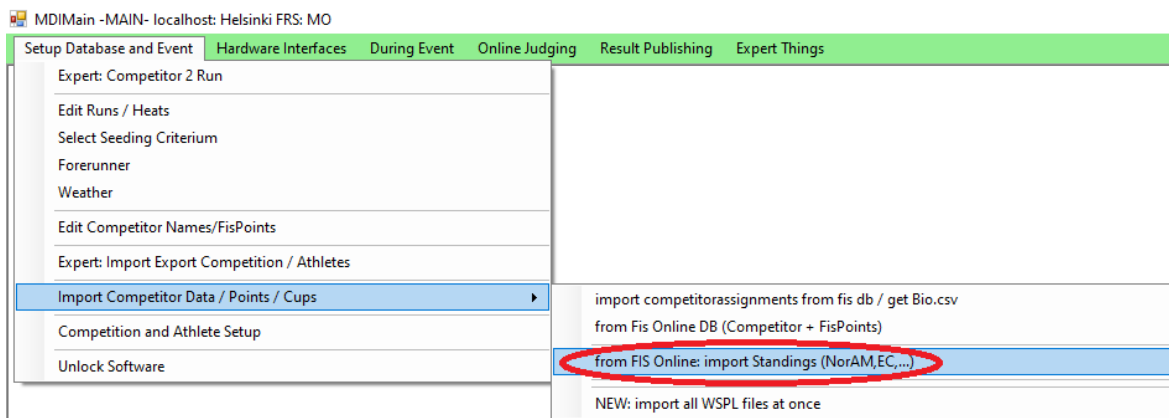 MDIMain -MAIN- localhost: Helsinki FRS: MO
Setup Database and Event Hardware Interfaces During Event Online Judging Result Publishing Expert Things
Expert: Competitor 2 Run
Edit Runs / Heats
Select Seeding Criterium
Forerunner
Weather
Edit Competitor Names/FisPoints
Expert: Import Export Competition / Athletes
Import Competitor Data / Points / Cups
Competition and Athlete Setup
Unlock Software
import competitorassignments from fis db / get Bio.csv
from Fis Online DB (Competitor + FisPoints)
from FIS Online: import Standings (NorAM,EC,...)
NEW: import all WSPL files at once